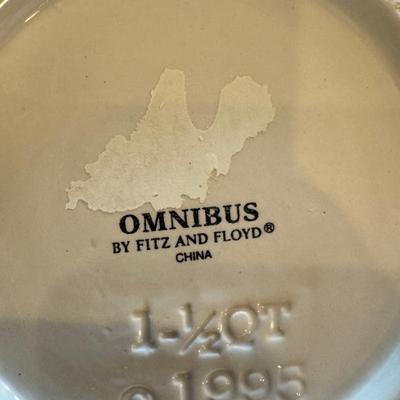 OMNIBUS
BY FITZ AND FLOYD®
CHINA
1-½QT
© 1995